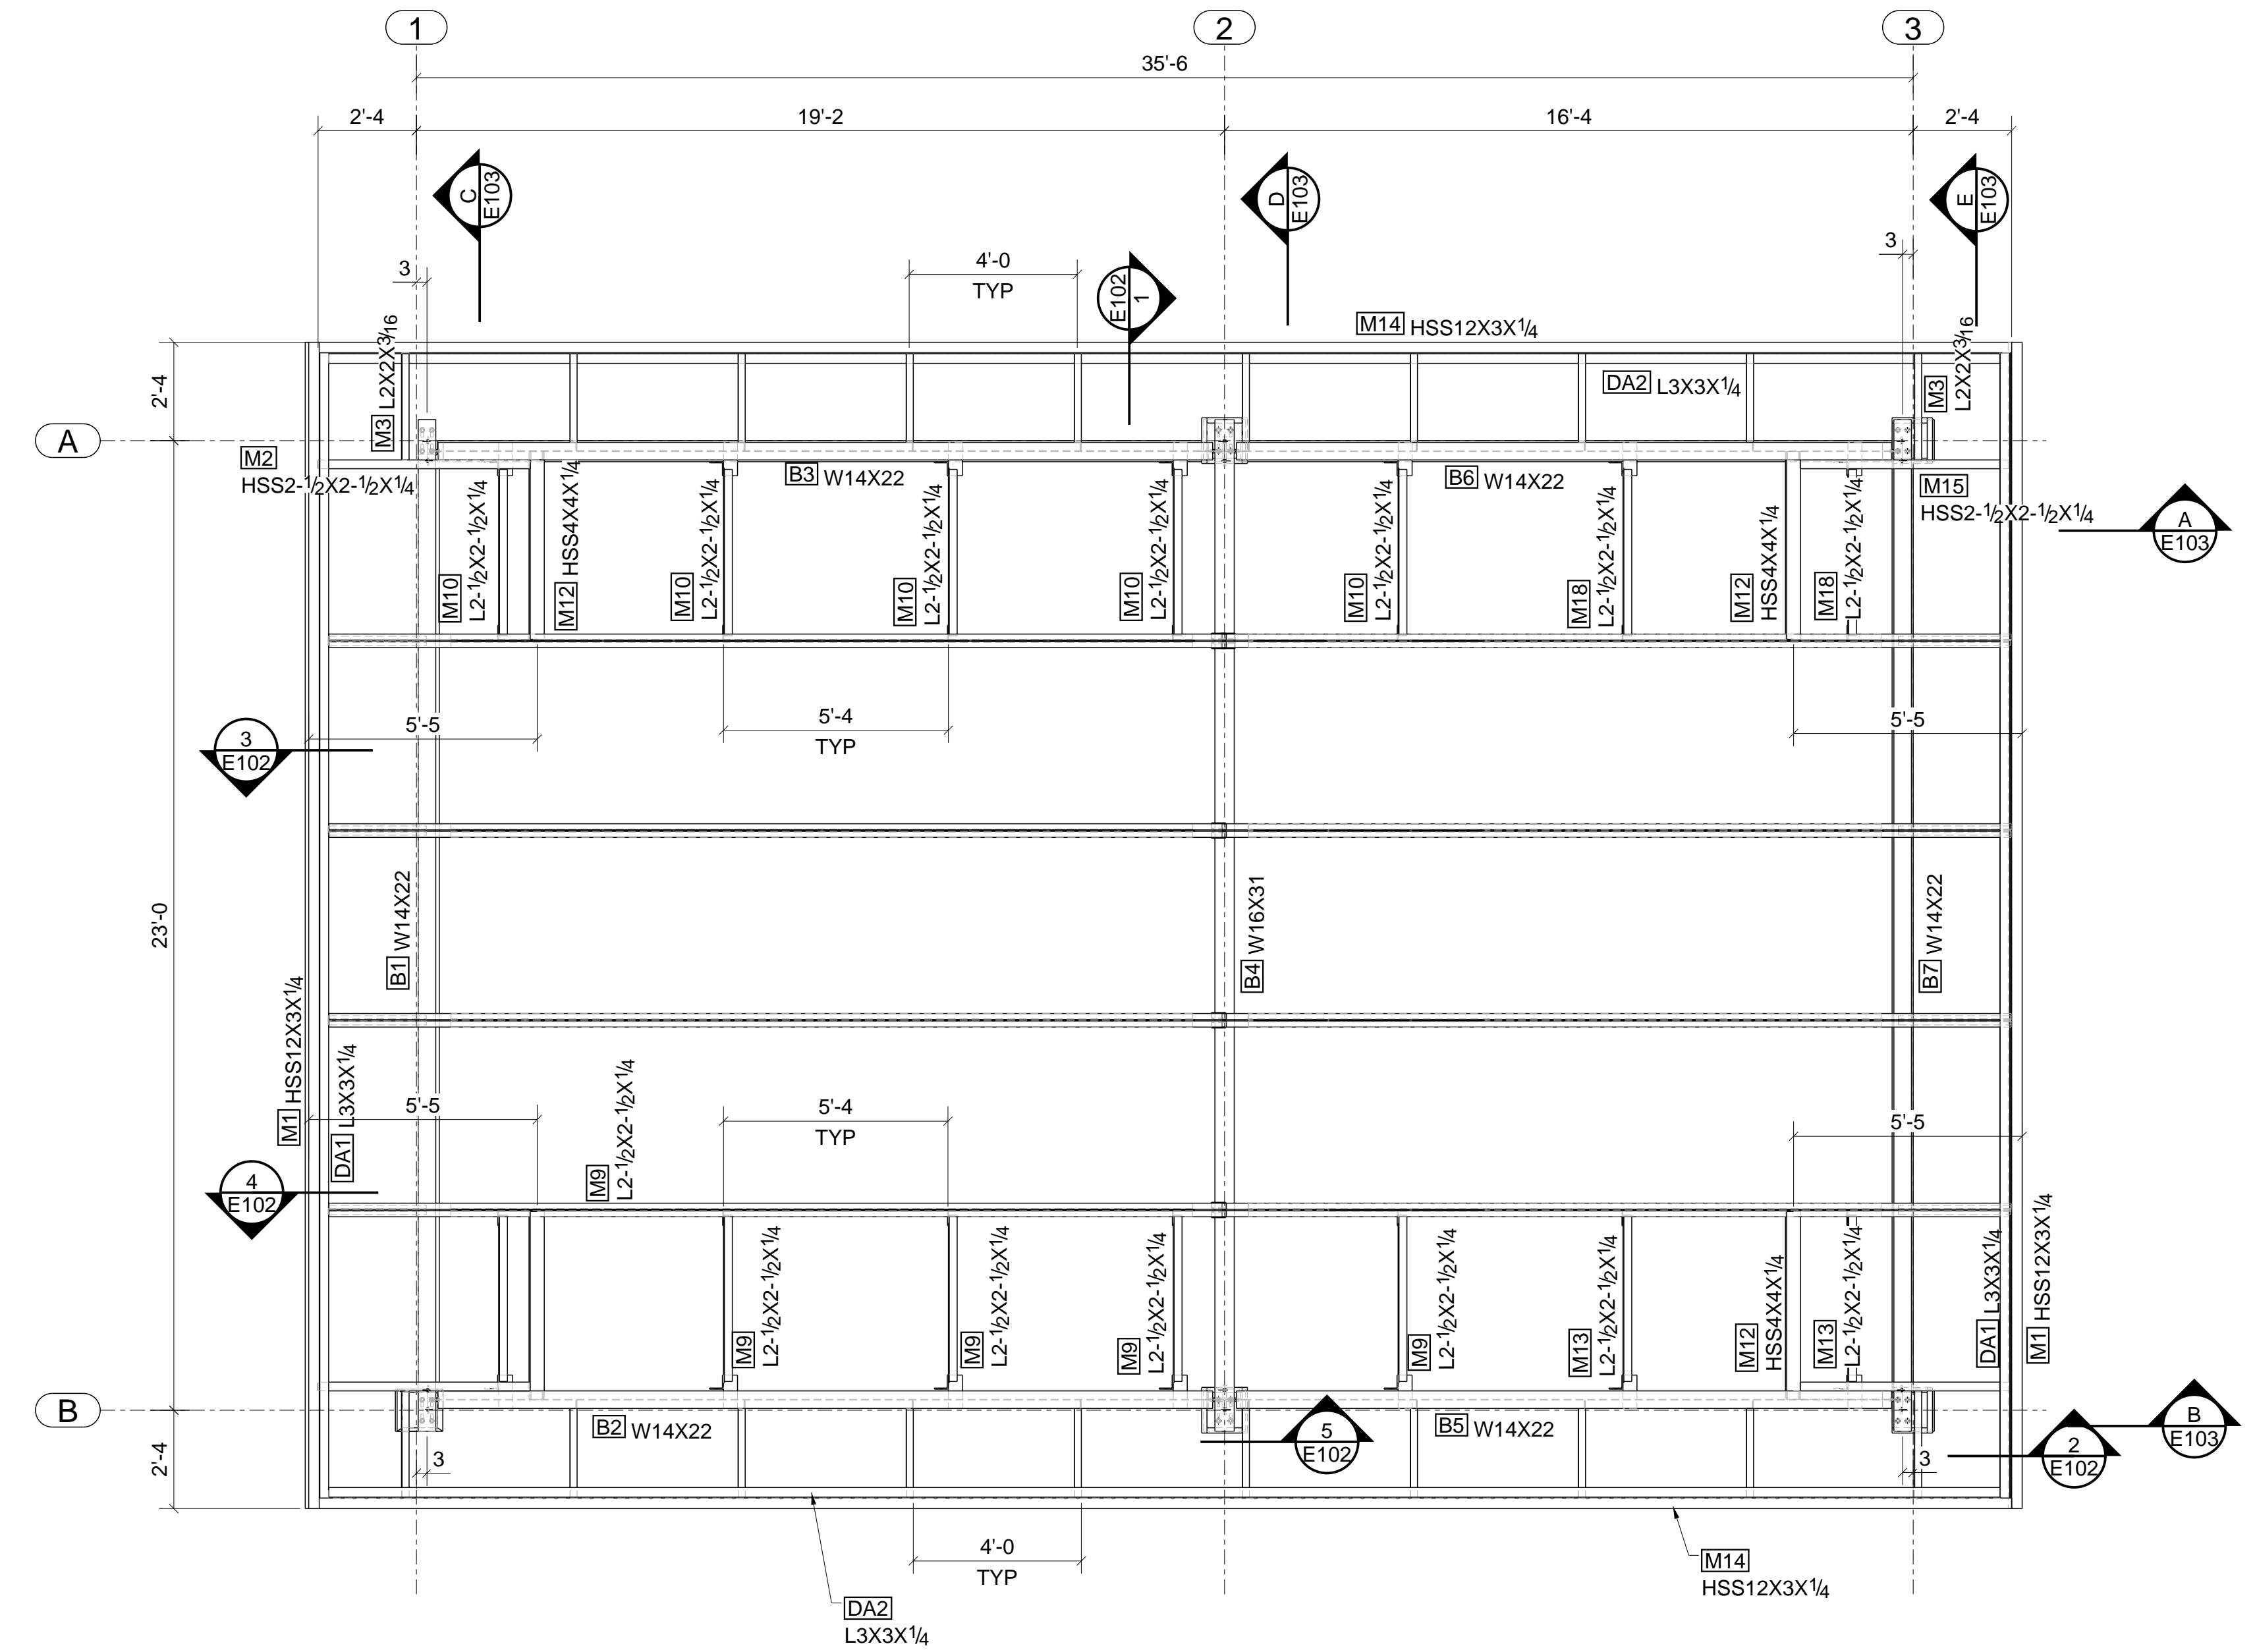 1
2
3
35'-6
2'-4
19'-2
16'-4
2'-4
C
E103
D
E103
E
E103
3
4'-0
TYP
E102
1
3
M14 HSS12X3X1/4
2'-4
M3 L2X2X3/16
DA2 L3X3X1/4
M3
L2X2X3/16
A
M2
HSS2-1/2X2-1/2X1/4
B3 W14X22
B6 W14X22
M15
HSS2-1/2X2-1/2X1/4
A
E103
M10
L2-1/2X2-1/2X1/4
M12 HSS4X4X1/4
M10
L2-1/2X2-1/2X1/4
M10
L2-1/2X2-1/2X1/4
M10
L2-1/2X2-1/2X1/4
M10
L2-1/2X2-1/2X1/4
M18
L2-1/2X2-1/2X1/4
M12
HSS4X4X1/4
M18
L2-1/2X2-1/2X1/4
5'-5
5'-4
TYP
5'-5
3
E102
23'-0
B1 W14X22
B4 W16X31
B7 W14X22
M1 HSS12X3X1/4
DA1 L3X3X1/4
5'-5
M9
L2-1/2X2-1/2X1/4
5'-4
TYP
5'-5
4
E102
M9
L2-1/2X2-1/2X1/4
M9
L2-1/2X2-1/2X1/4
M9
L2-1/2X2-1/2X1/4
M9
L2-1/2X2-1/2X1/4
M13
L2-1/2X2-1/2X1/4
M12
HSS4X4X1/4
M13
L2-1/2X2-1/2X1/4
DA1 L3X3X1/4
M1 HSS12X3X1/4
B
B2 W14X22
5
E102
B5 W14X22
B
E103
2
E102
2'-4
3
3
4'-0
TYP
DA2
L3X3X1/4
M14
HSS12X3X1/4